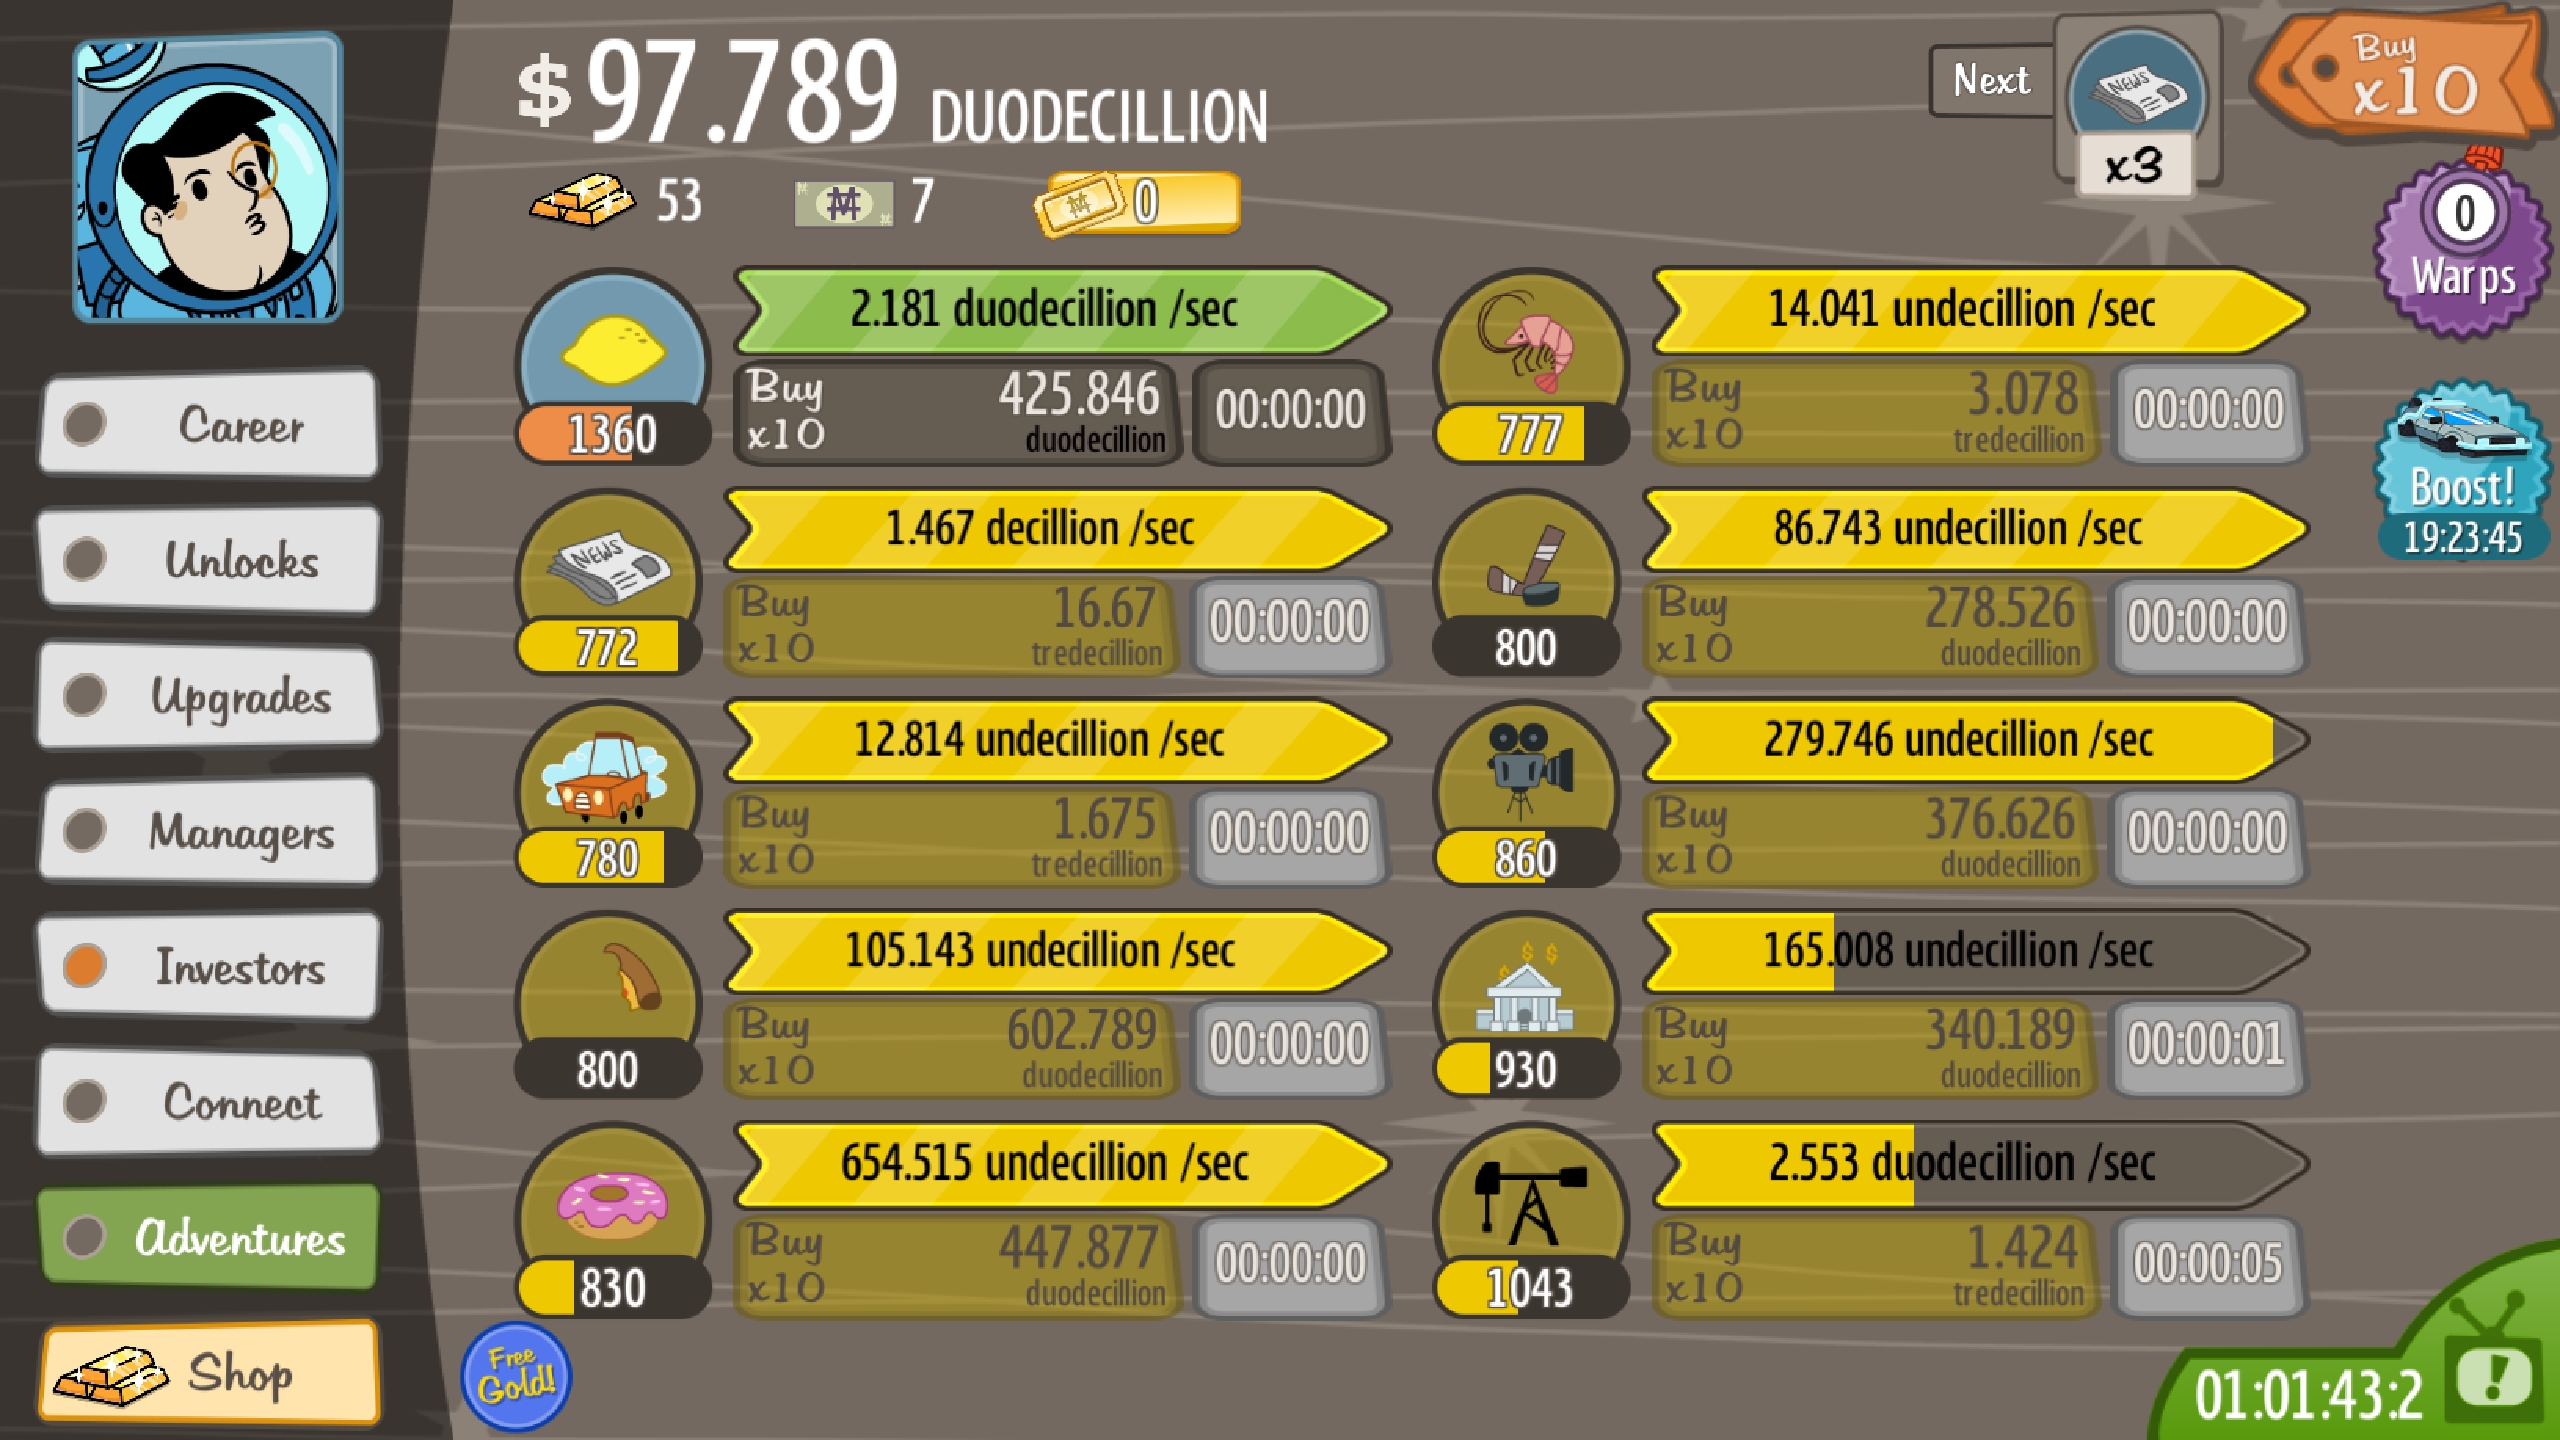 $97.789 DUODECILLION
53
7
0
Next
NEWS
x3
Buy
x10
0
Warps
Boost!
19:23:45
Career
Unlocks
Upgrades
Managers
Investors
Connect
Adventures
Shop
2.181 duodecillion /sec
1360
Buy
x10
425.846
duodecillion
00:00:00
14.041 undecillion /sec
777
Buy
x10
3.078
tredecillion
00:00:00
NEWS
1.467 decillion /sec
772
Buy
x10
16.67
tredecillion
00:00:00
86.743 undecillion /sec
800
Buy
x10
278.526
duodecillion
00:00:00
12.814 undecillion /sec
780
Buy
x10
1.675
tredecillion
00:00:00
279.746 undecillion /sec
860
Buy
x10
376.626
duodecillion
00:00:00
105.143 undecillion /sec
800
Buy
x10
602.789
duodecillion
00:00:00
165.008 undecillion /sec
930
Buy
x10
340.189
duodecillion
00:00:01
654.515 undecillion /sec
830
Buy
x10
447.877
duodecillion
00:00:00
2.553 duodecillion /sec
1043
Buy
x10
1.424
tredecillion
00:00:05
Free
Gold!
01:01:43:2
!